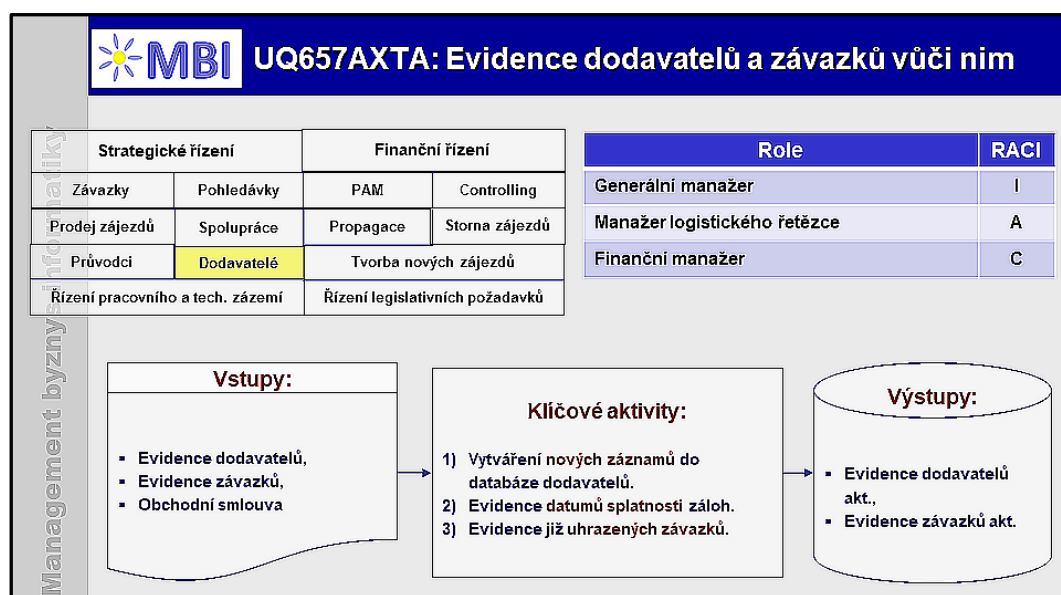 MBI
UQ657AXTA: Evidence dodavatelů a závazků vůči nim
Management byznys informatiky
Strategické řízení Finanční řízení
Závazky Pohledávky PAM Controlling
Prodej zájezdů Spolupráce Propagace Storna zájezdů
Průvodci Dodavatelé Tvorba nových zájezdů
Řízení pracovního a tech. zázemí Řízení legislativních požadavků
Role RACI
Generální manažer I
Manažer logistického řetězce A
Finanční manažer C
Vstupy:
▪ Evidence dodavatelů,
▪ Evidence závazků,
▪ Obchodní smlouva
Klíčové aktivity:
1) Vytváření nových záznamů do
databáze dodavatelů.
2) Evidence datumů splatnosti záloh.
3) Evidence již uhrazených závazků.
Výstupy:
▪ Evidence dodavatelů
akt.,
▪ Evidence závazků akt.